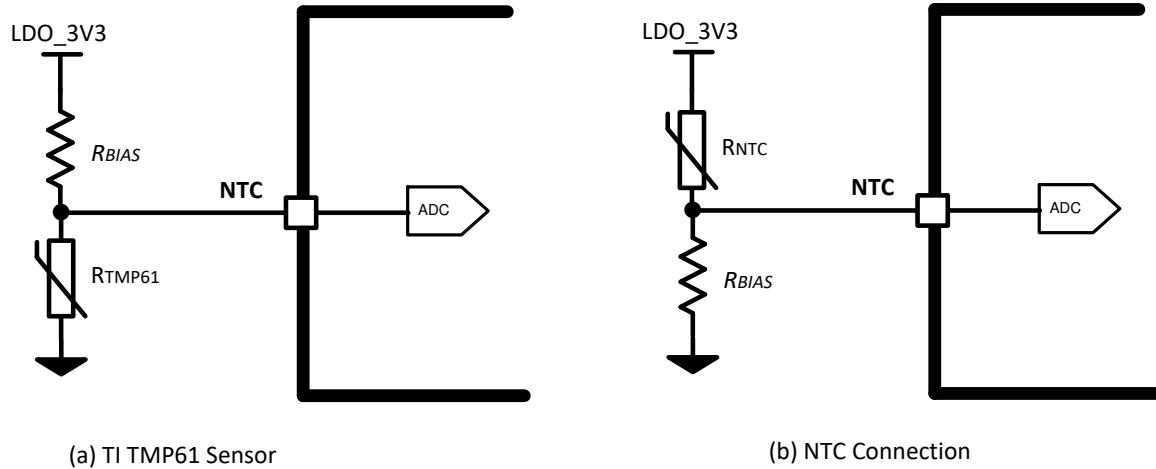 LDO_3V3
RBIAS
NTC
ADC
RTMP61
(a) TI TMP61 Sensor
LDO_3V3
RNTC
NTC
ADC
RBIAS
(b) NTC Connection